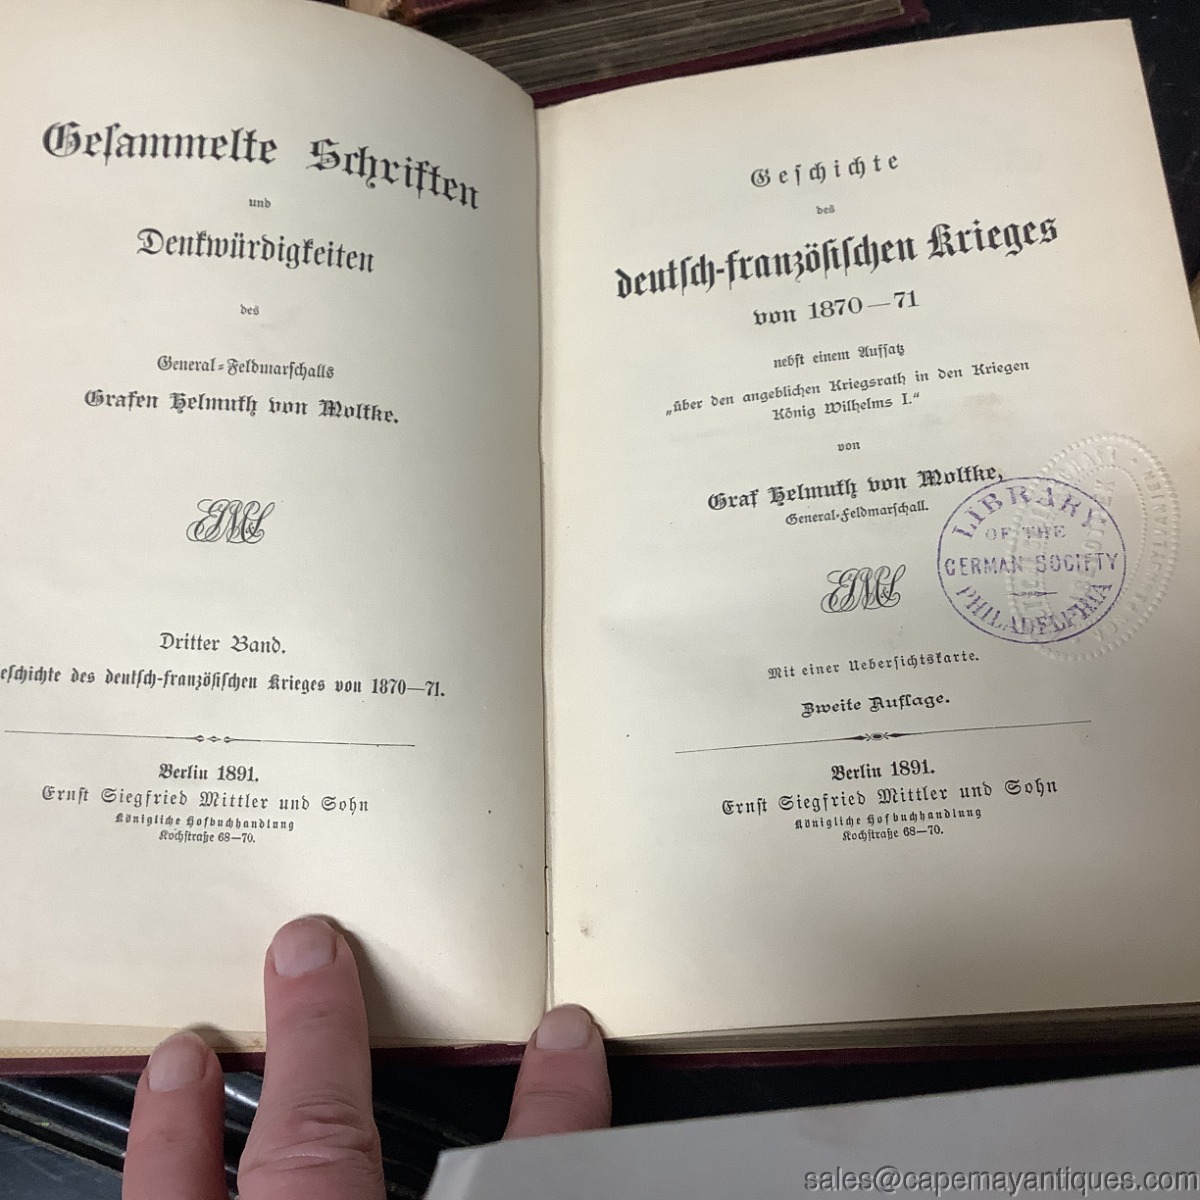 Gesammelte Schriften
und
Denkwürdigkeiten
des
General-Feldmarschalls
Grafen Helmuth von Moltke.
EMS
Dritter Band.
eschichte des deutsch-französischen Krieges von 1870—71.
Berlin 1891.
Ernst Siegfried Mittler und Sohn
Königliche Hofbuchhandlung
Kochstraße 68—70.
Geschichte
des
deutsch-französischen Krieges
von 1870—71
nebst einem Aufsatz
„über den angeblichen Kriegsrath in den Kriegen
König Wilhelms I.“
von
Graf Helmuth von Moltke,
General-Feldmarschall.
EMS
LIBRARY
OF THE
GERMAN SOCIETY
PHILADELPHIA
Mit einer Uebersichtskarte.
Zweite Auflage.
Berlin 1891.
Ernst Siegfried Mittler und Sohn
Königliche Hofbuchhandlung
Kochstraße 68—70.
sales@capemayantiques.com